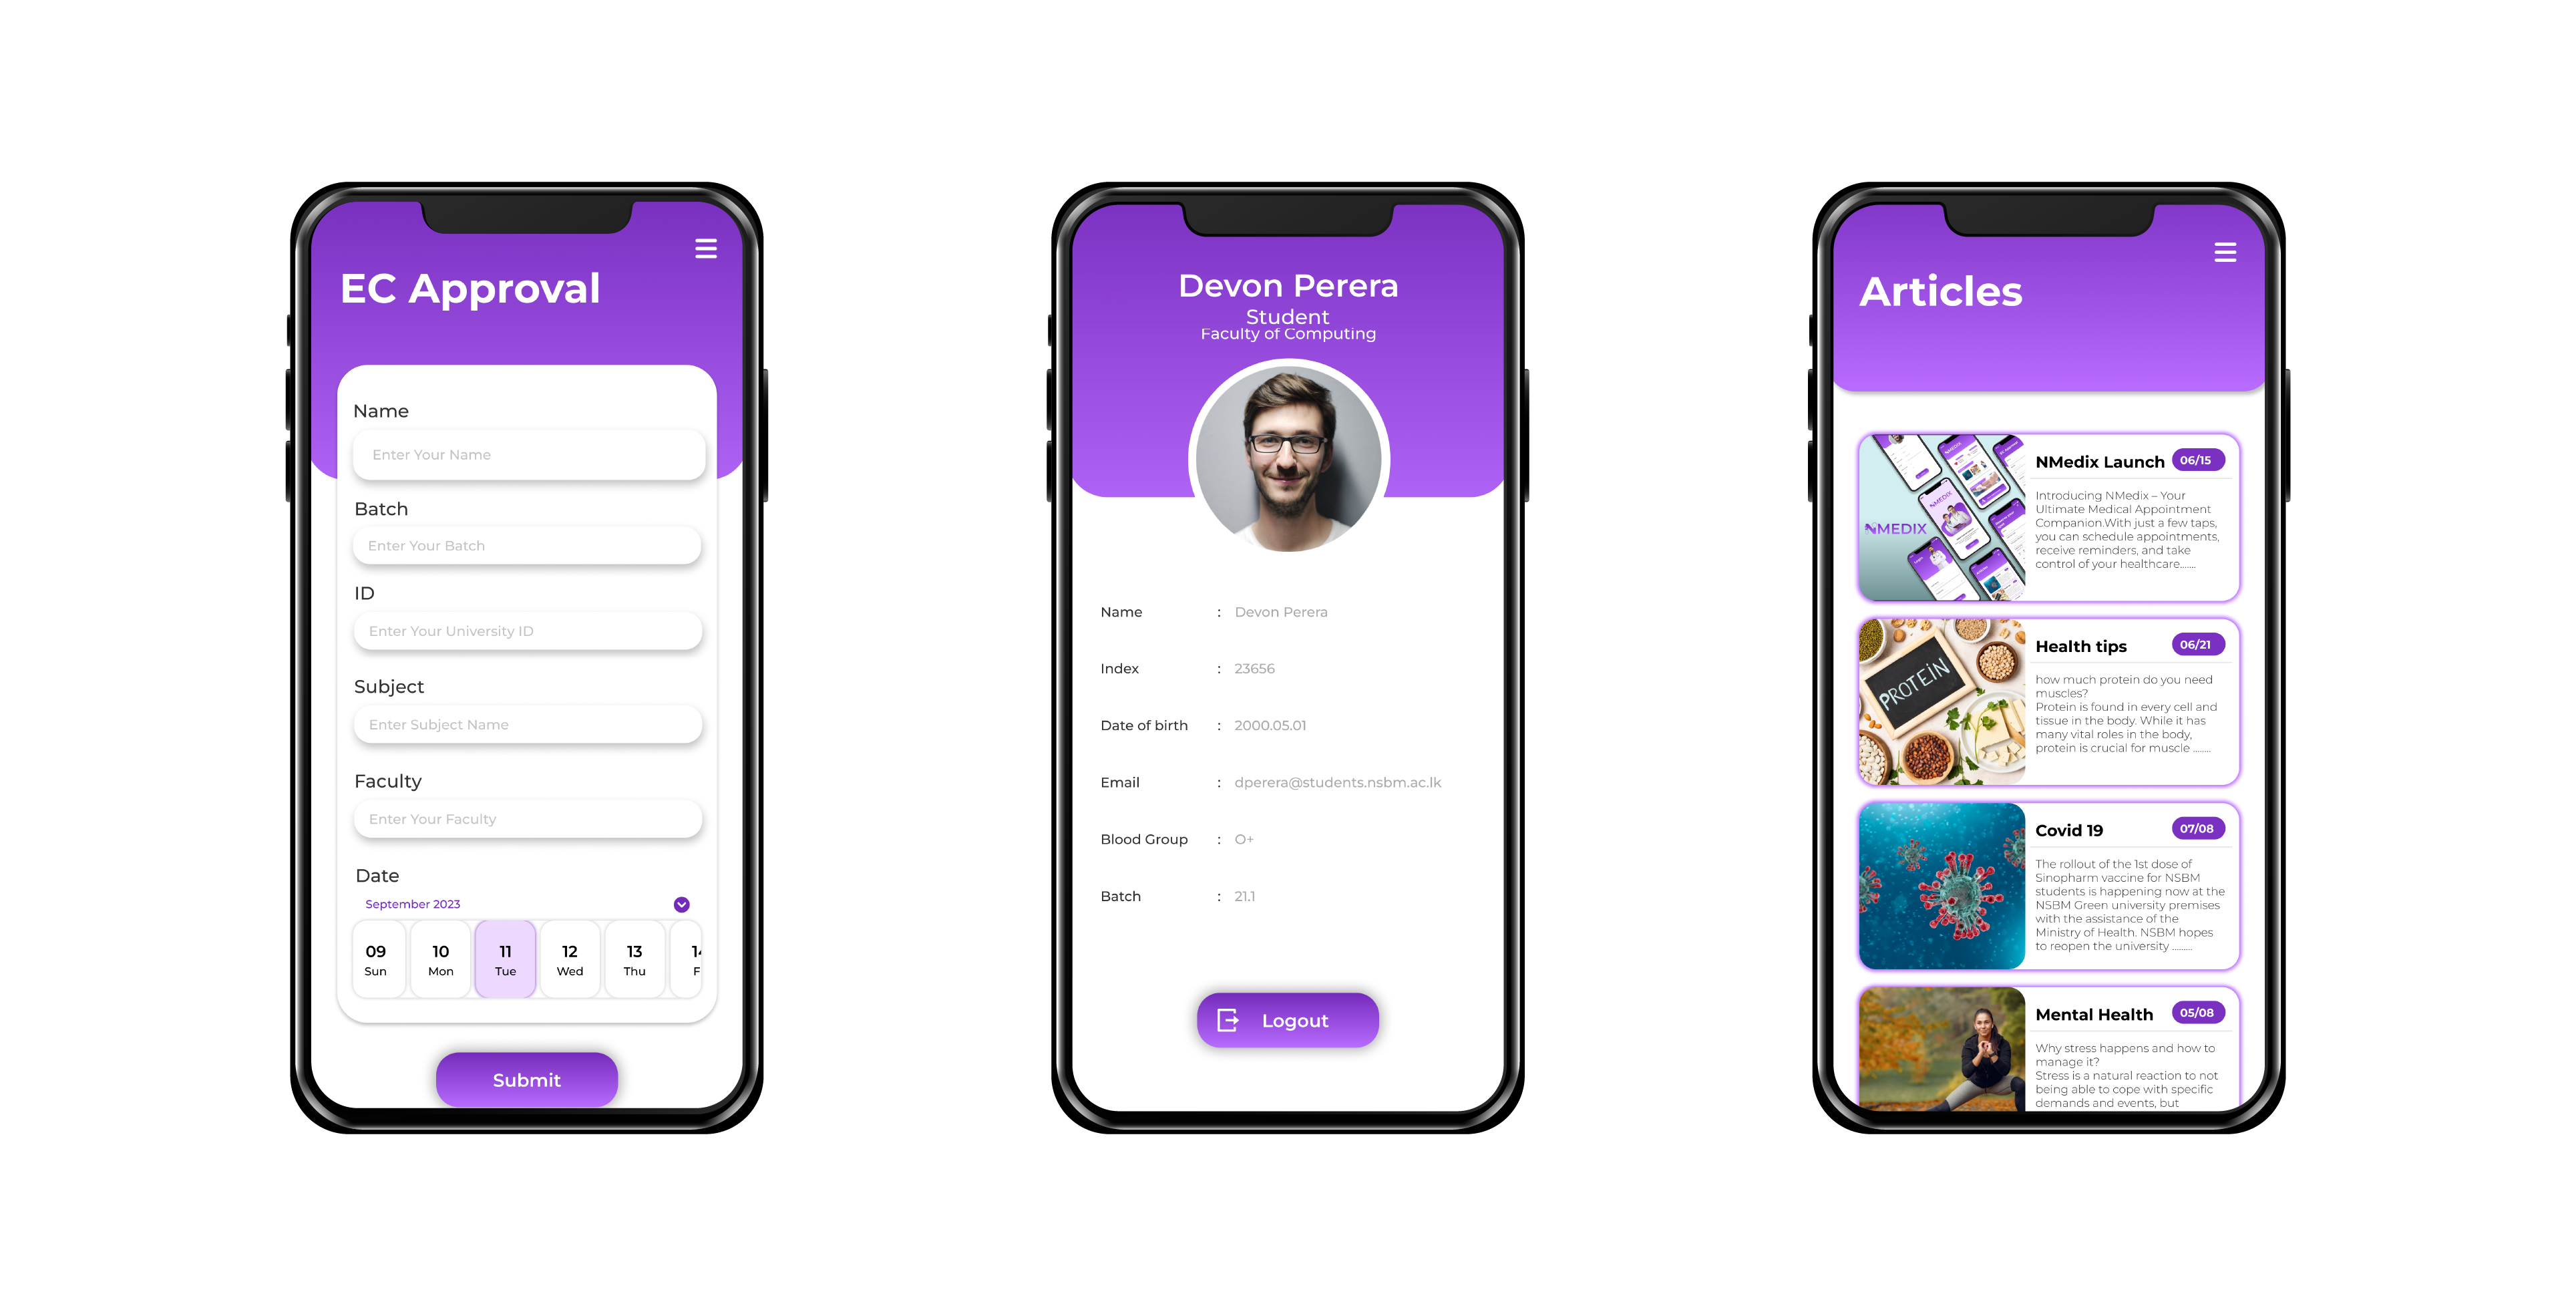 EC Approval
Name
Enter Your Name
Batch
Enter Your Batch
ID
Enter Your University ID
Subject
Enter Subject Name
Faculty
Enter Your Faculty
Date
September 2023
09 10 11 12 13 14
Sun Mon Tue Wed Thu F
Submit
Devon Perera
Student
Faculty of Computing
Name : Devon Perera
Index : 23656
Date of birth : 2000.05.01
Email : dperera@students.nsbm.ac.lk
Blood Group : O+
Batch : 21.1
Logout
Articles
NMEDIX
NMedix Launch 06/15
Introducing NMedix – Your
Ultimate Medical Appointment
Companion.With just a few taps,
you can schedule appointments,
receive reminders, and take
control of your healthcare.......
PROTEiN
Health tips 06/21
how much protein do you need
muscles?
Protein is found in every cell and
tissue in the body. While it has
many vital roles in the body,
protein is crucial for muscle ........
Covid 19 07/08
The rollout of the 1st dose of
Sinopharm vaccine for NSBM
students is happening now at the
NSBM Green university premises
with the assistance of the
Ministry of Health. NSBM hopes
to reopen the university .........
Mental Health 05/08
Why stress happens and how to
manage it?
Stress is a natural reaction to not
being able to cope with specific
demands and events, but